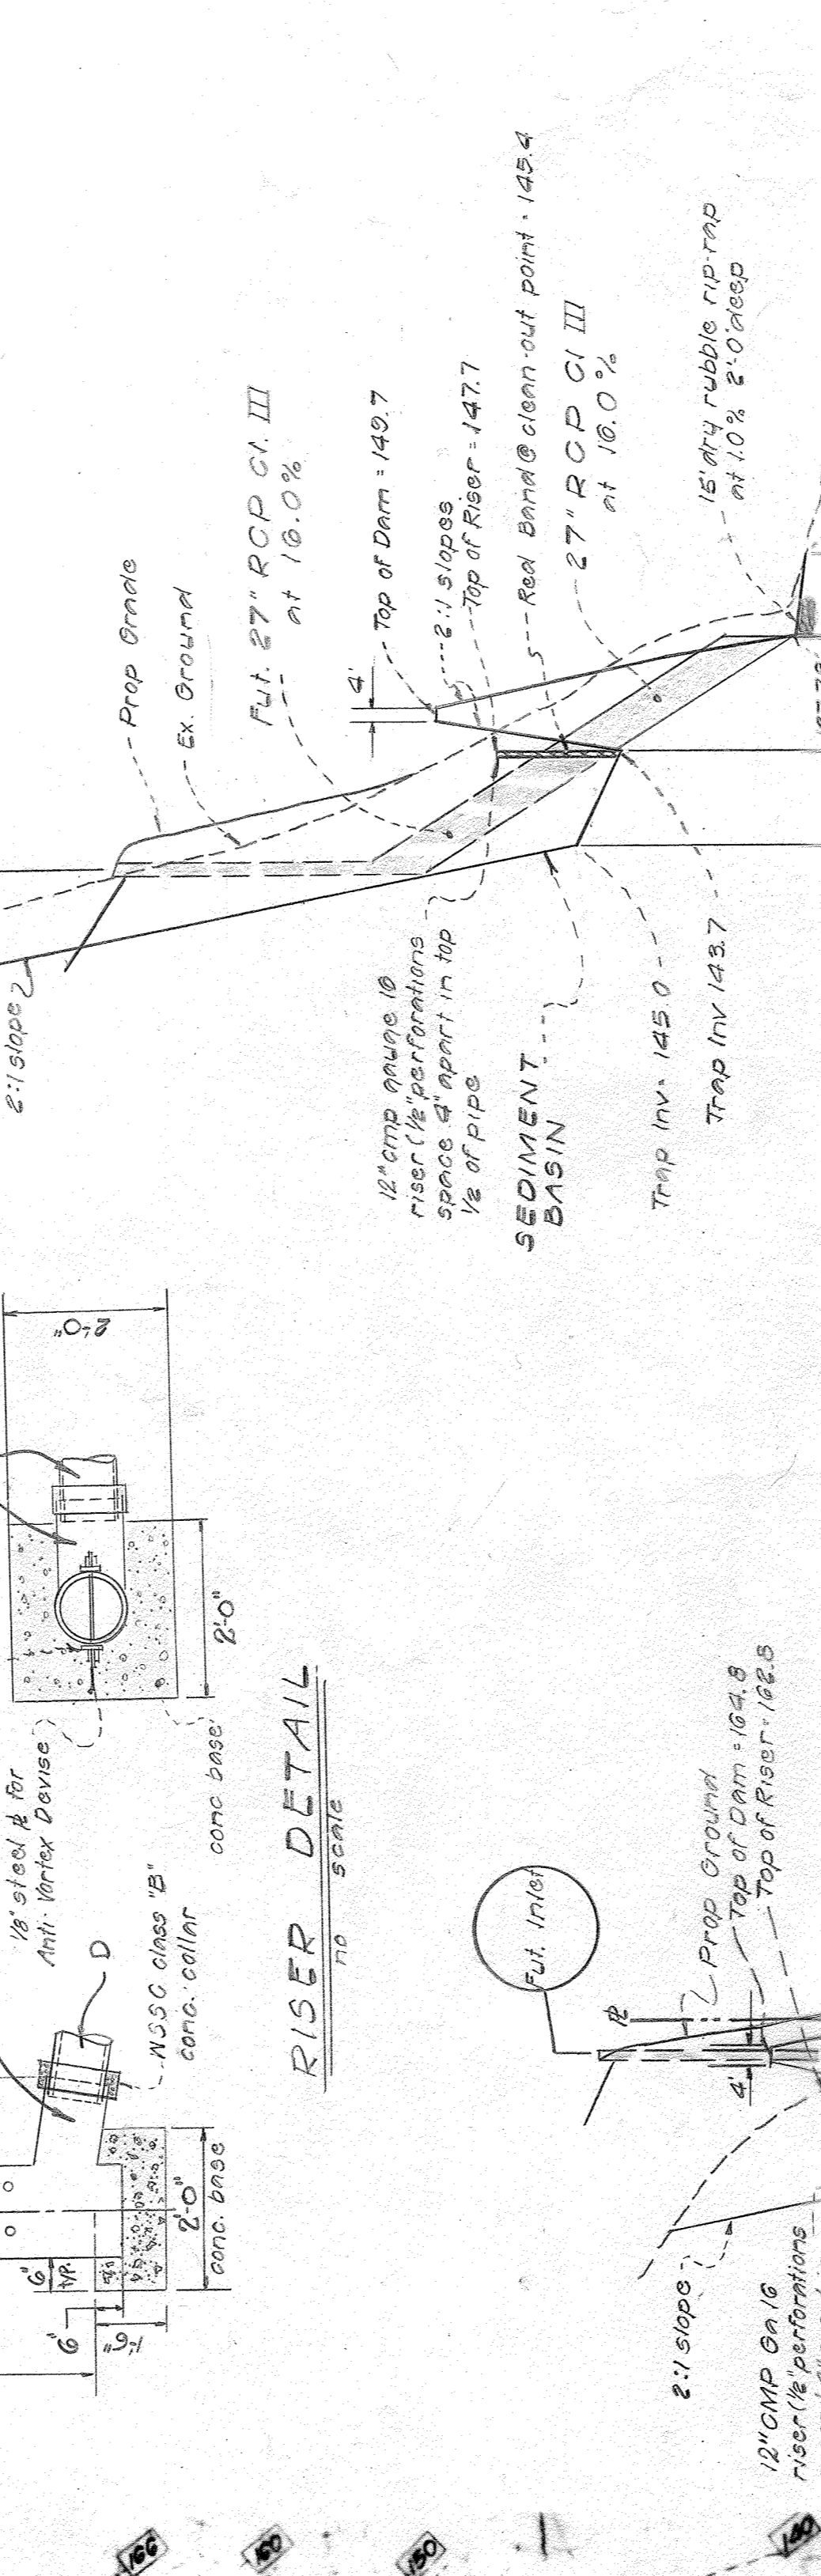 2:1 slope
Prop Grade
Ex. Ground
Fut. 27" RCP Cl. III
at 16.0%
4'
Top of Dam = 149.7
2:1 slopes
Top of Riser = 147.7
Red Band @ clean-out point = 145.4
27" RCP Cl III
at 16.0%
15' dry rubble rip-rap
at 1.0% 2'-0" deep
12" cmp gauge 16
riser (1/2" perforations
space 4" apart in top
1/2 of pipe
SEDIMENT
BASIN
Trap Inv = 145.0
Trap Inv 143.7
2'-0"
2'-0"
1/8" steel ℄ for
Anti-Vortex Devise
conc base
WSSC class "B"
conc. collar
D
6"
typ.
6"
1'-6"
2'-0"
conc. base
RISER DETAIL
no scale
Fut. Inlet
Prop Ground
Top of Dam = 164.8
Top of Riser = 162.8
4'
2:1 slope
12" CMP Ga 16
riser (1/2" perforations
166
160
150
140